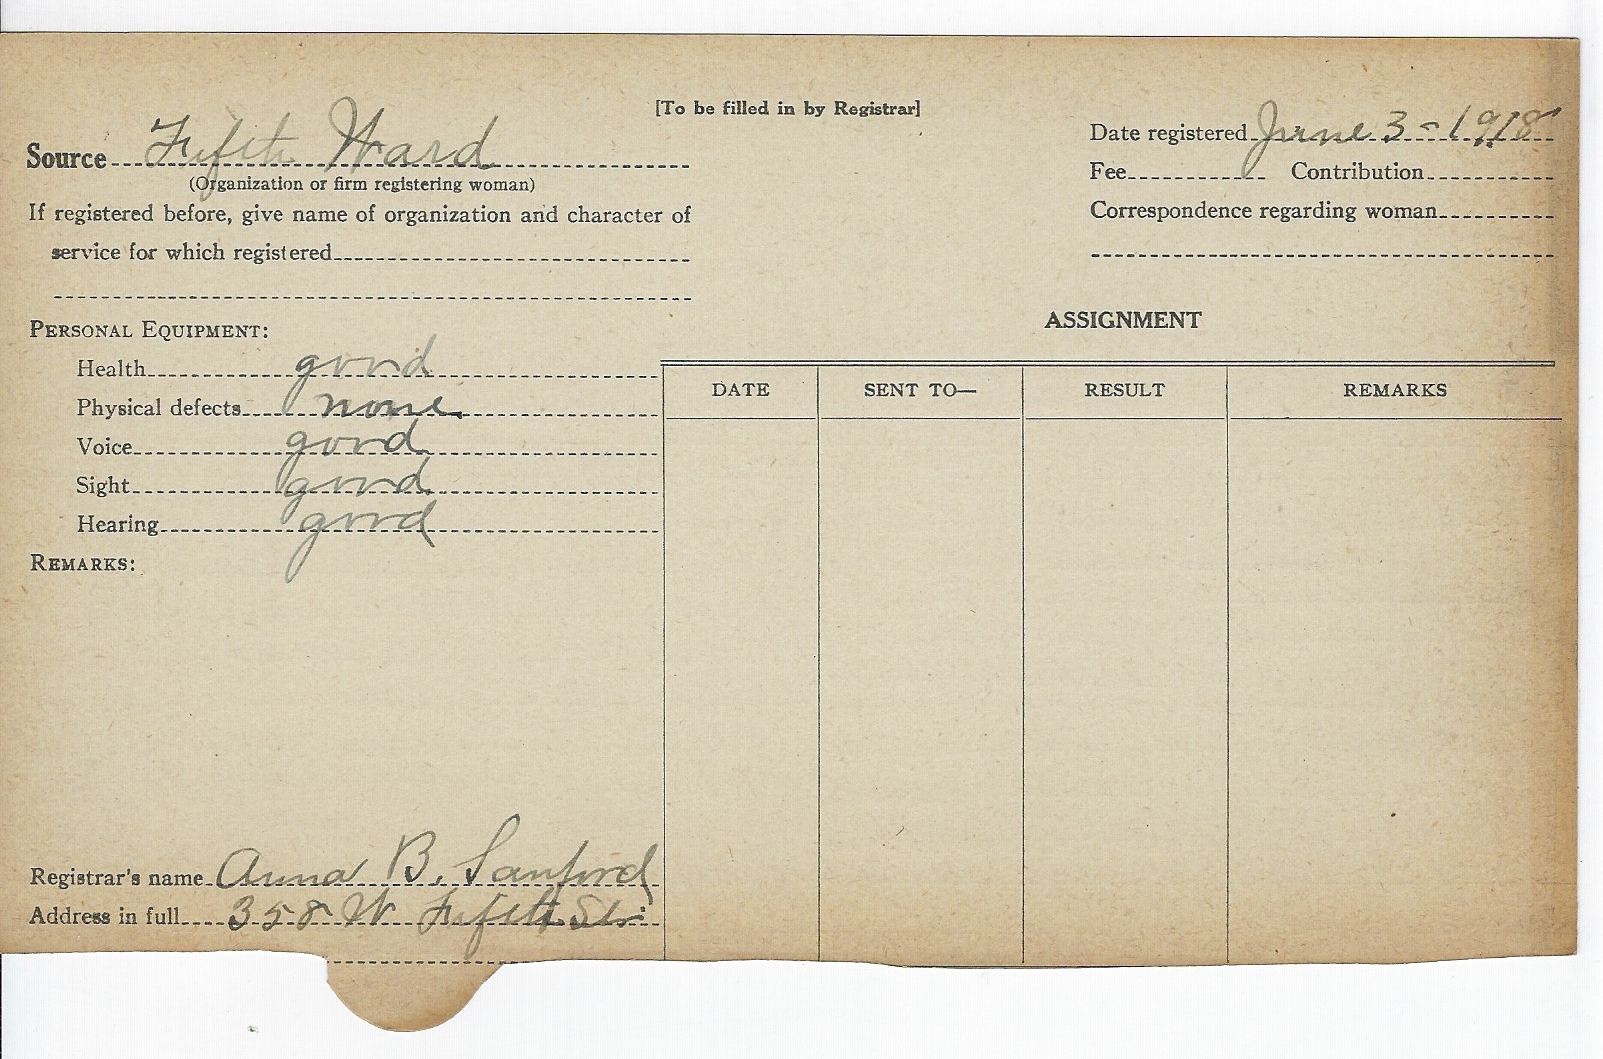 [To be filled in by Registrar]
Source Fifth Ward
(Organization or firm registering woman)
If registered before, give name of organization and character of
service for which registered
Date registered June 3 - 1918
Fee Contribution
Correspondence regarding woman
PERSONAL EQUIPMENT:
Health good
Physical defects none
Voice good
Sight good
Hearing good
REMARKS:
ASSIGNMENT
DATE SENT TO— RESULT REMARKS
Registrar's name Anna B. Sanford
Address in full 358 W Fifth Str.